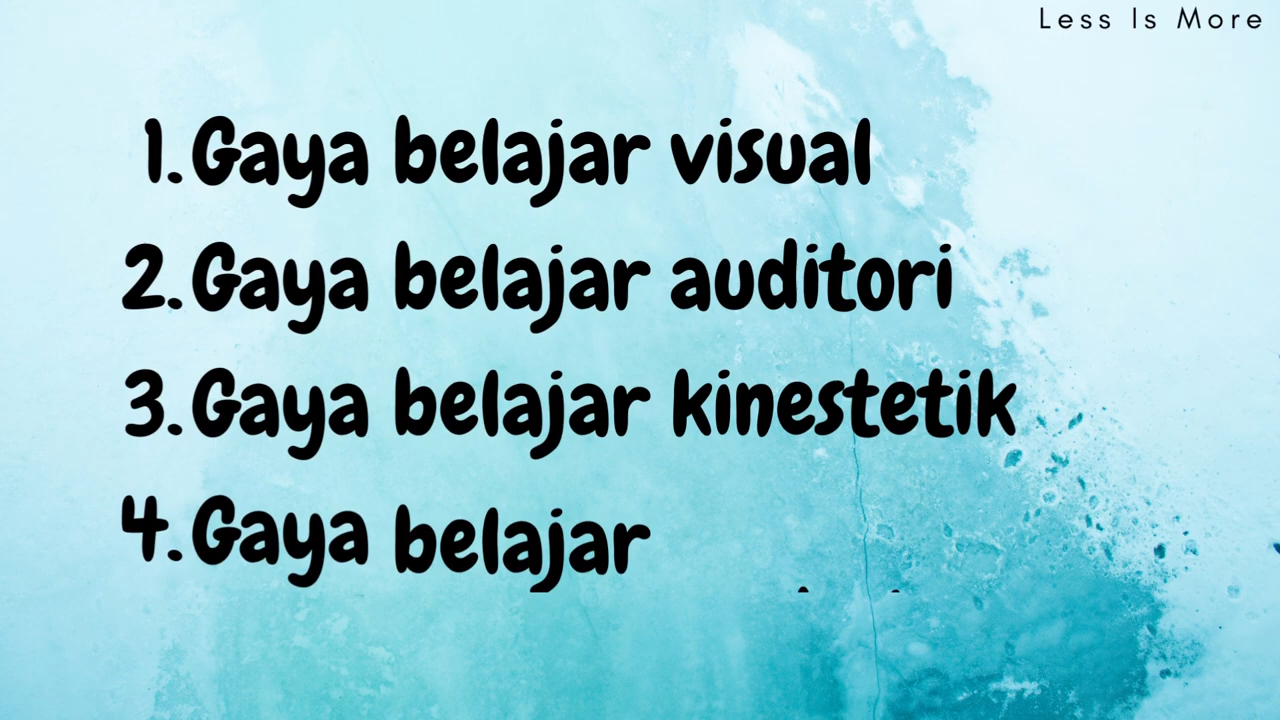 Less Is More
1. Gaya belajar visual
2. Gaya belajar auditori
3. Gaya belajar kinestetik
4. Gaya belajar